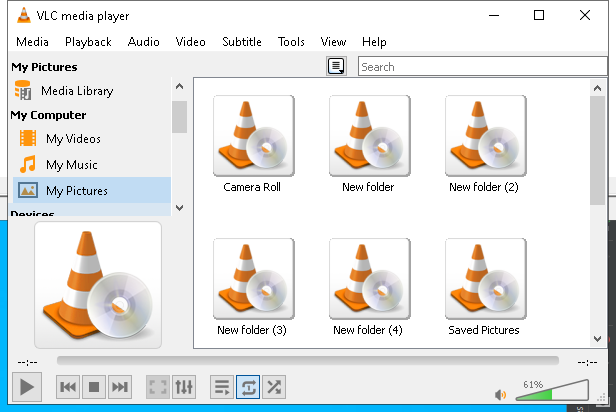 VLC media player
Media Playback Audio Video Subtitle Tools View Help
My Pictures
Search
Media Library
My Computer
My Videos
My Music
My Pictures
Devices
Camera Roll
New folder
New folder (2)
New folder (3)
New folder (4)
Saved Pictures
--:--
--:--
61%